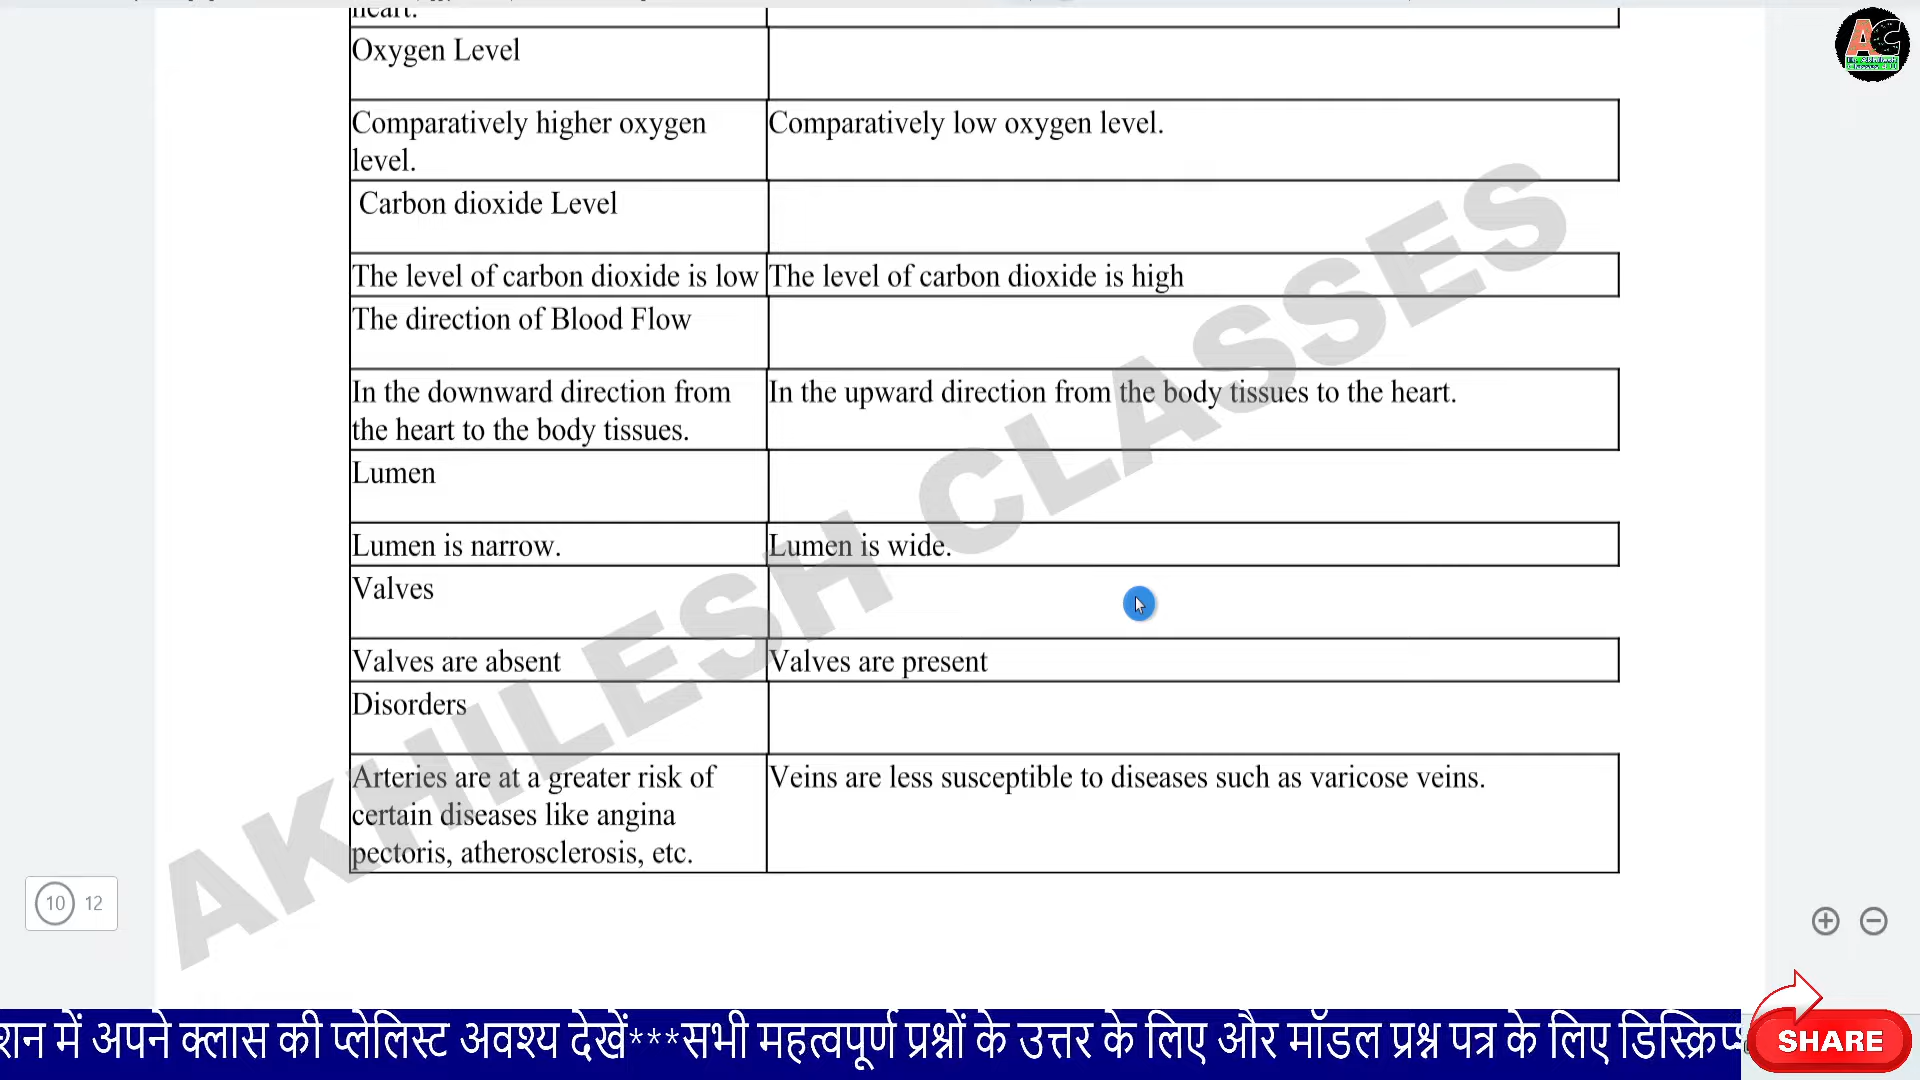 heart.
Oxygen Level
Comparatively higher oxygen
level.
Comparatively low oxygen level.
Carbon dioxide Level
The level of carbon dioxide is low
The level of carbon dioxide is high
The direction of Blood Flow
In the downward direction from
the heart to the body tissues.
In the upward direction from the body tissues to the heart.
Lumen
Lumen is narrow.
Lumen is wide.
Valves
Valves are absent
Valves are present
Disorders
Arteries are at a greater risk of
certain diseases like angina
pectoris, atherosclerosis, etc.
Veins are less susceptible to diseases such as varicose veins.
AKHILESH CLASSES
AC
10 12
में अपने क्लास की प्लेलिस्ट अवश्य देखें***सभी महत्वपूर्ण प्रश्नों के उत्तर के लिए और मॉडल प्रश्न पत्र के लिए
SHARE